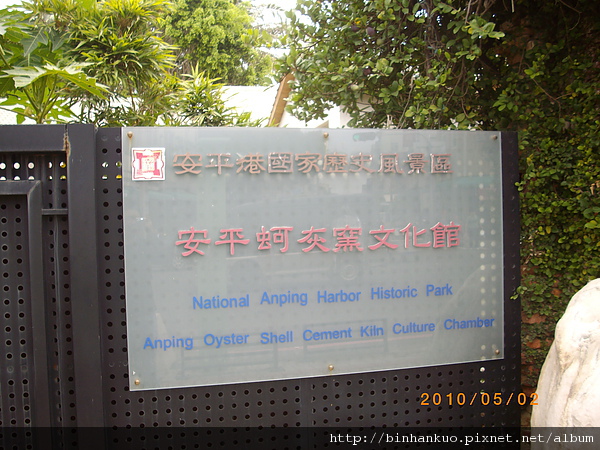 安平港國家歷史風景區
安平蚵灰窯文化館
National Anping Harbor Historic Park
Anping Oyster Shell Cement Kiln Culture Chamber
2010/05/02
http://binhankuo.pixnet.net/album